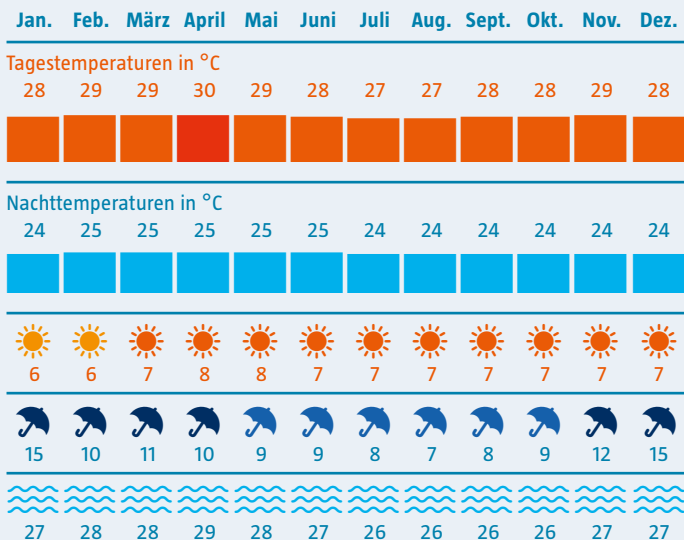 Jan. Feb. März April Mai Juni Juli Aug. Sept. Okt. Nov. Dez.
Tagestemperaturen in °C
28 29 29 30 29 28 27 27 28 28 29 28
Nachttemperaturen in °C
24 25 25 25 25 25 24 24 24 24 24 24
6 6 7 8 8 7 7 7 7 7 7 7
15 10 11 10 9 9 8 7 8 9 12 15
27 28 28 29 28 27 26 26 26 26 27 27